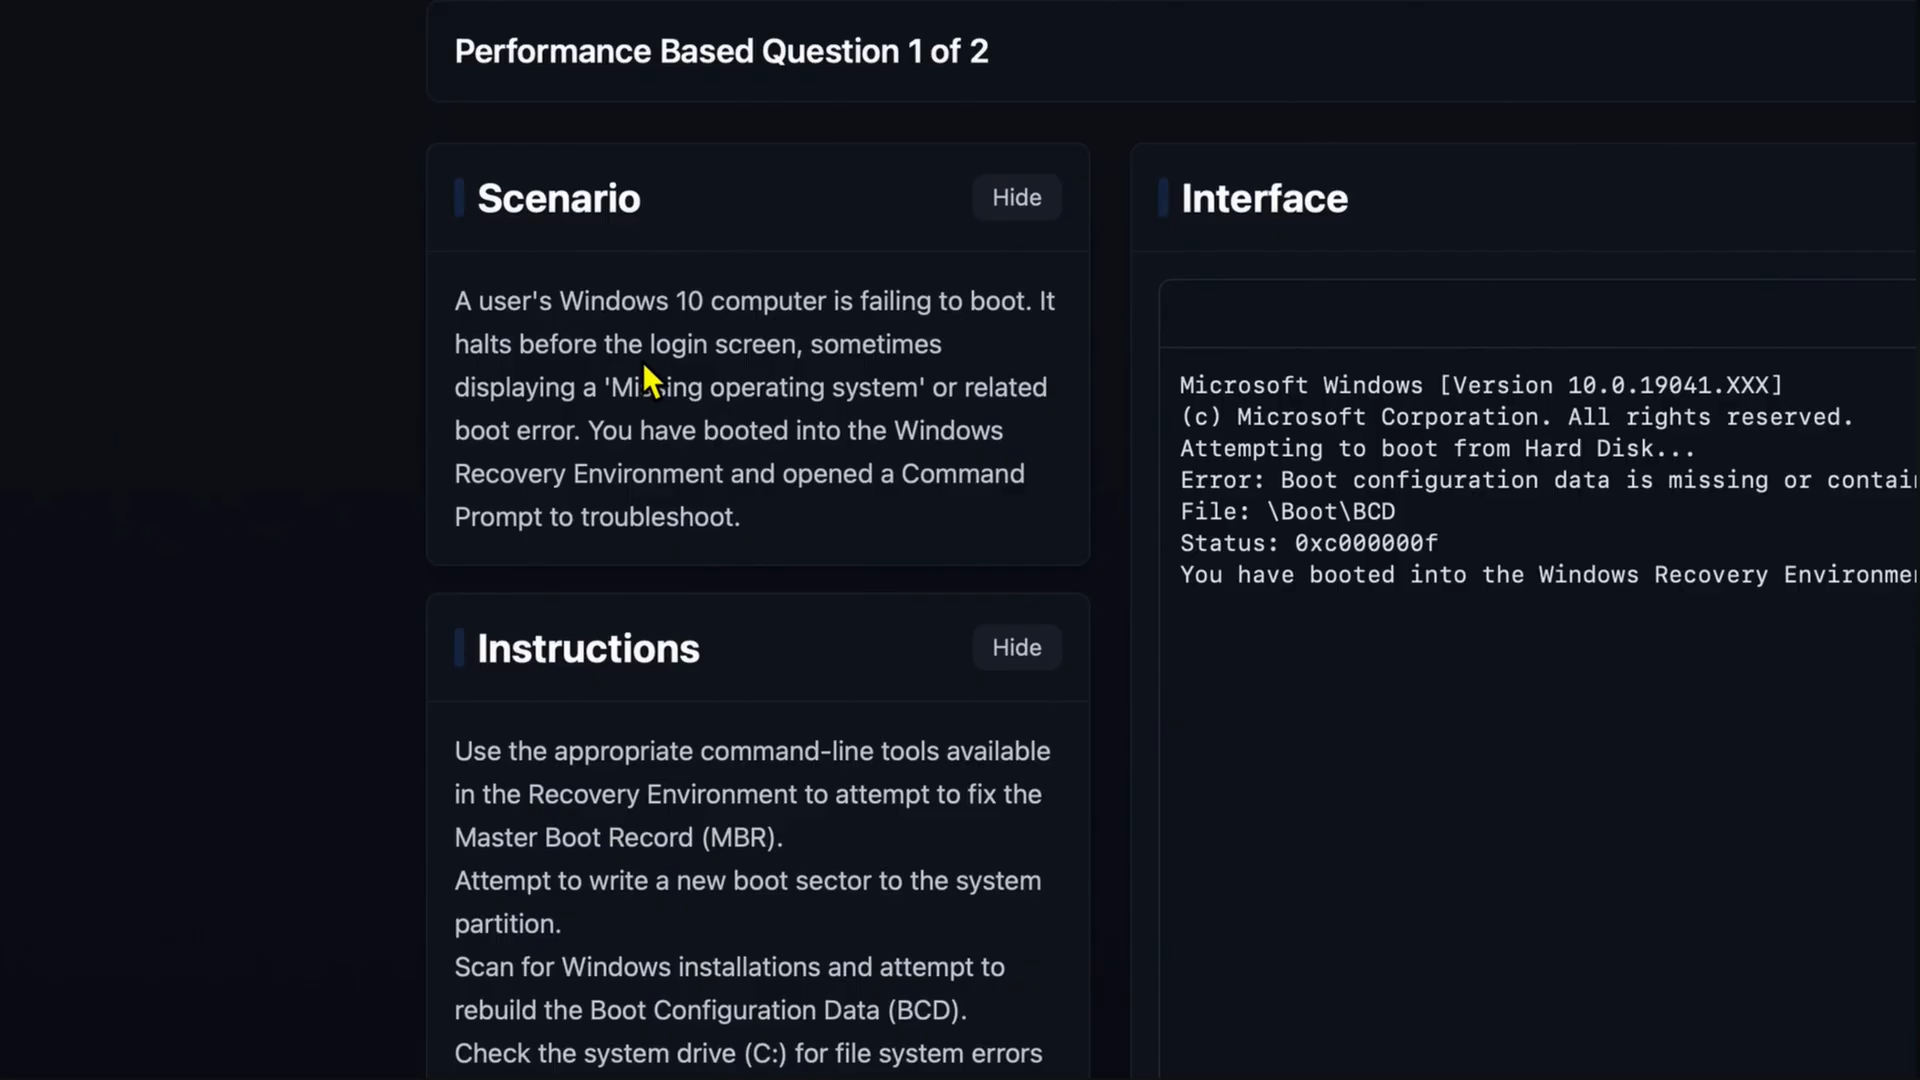 Performance Based Question 1 of 2
Scenario
Hide
A user's Windows 10 computer is failing to boot. It
halts before the login screen, sometimes
displaying a 'Missing operating system' or related
boot error. You have booted into the Windows
Recovery Environment and opened a Command
Prompt to troubleshoot.
Instructions
Hide
Use the appropriate command-line tools available
in the Recovery Environment to attempt to fix the
Master Boot Record (MBR).
Attempt to write a new boot sector to the system
partition.
Scan for Windows installations and attempt to
rebuild the Boot Configuration Data (BCD).
Check the system drive (C:) for file system errors
Interface
Microsoft Windows [Version 10.0.19041.XXX]
(c) Microsoft Corporation. All rights reserved.
Attempting to boot from Hard Disk...
Error: Boot configuration data is missing or
File: \Boot\BCD
Status: 0xc000000f
You have booted into the Windows Recovery